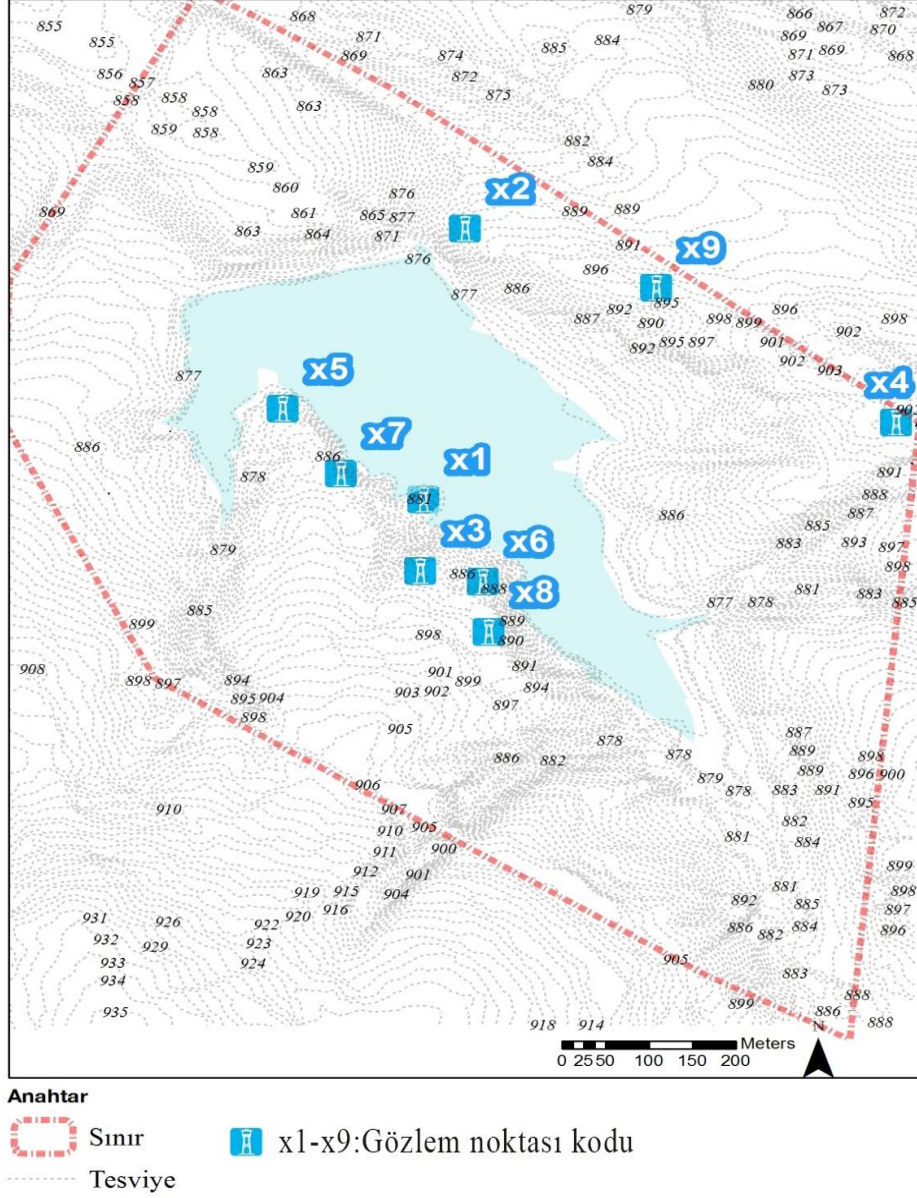 855 868 879 866 872
855 871 874 885 884 869 867 870
869 871 869 868
856 857 863 872 880 873 873
858 858 863 875
858
859 858 882
884
859
860
869 861 865 876 x2 889 889
863 864 877
871 891
876 x9
896
877 886 895
887 892 890 898 899 896 898
892 895 897 901 902
902 903
877 x5 x4
x7
886 886 x1 891
878 881 888
886 885 887
x3 x6 883 893 897
879 886 888 898
x8 877 878 881 883 885
885 889
899 898 890
908 901 891
898 897 894 903 902 899 894
895 904 897
898 905 878 887
886 882 878 889 898
906 879 889 896 900
910 907 878 883 891 895
910 905 882
911 900 881 884
912 901 899
919 915 904 881 898
931 926 920 916 892 885 897
922 886 882 884 896
932 929 923
933 924 905 883
934 888
935 899 886
918 914 N 888
0 25 50 100 150 200 Meters
Anahtar
Sınır
x1-x9:Gözlem noktası kodu
Tesviye